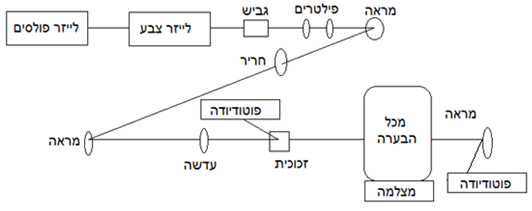 לייזר פולסים
לייזר צבע
גביש
פילטרים
מראה
חריר
מראה
עדשה
פוטודיודה
זכוכית
מכל
הבערה
מצלמה
מראה
פוטודיודה